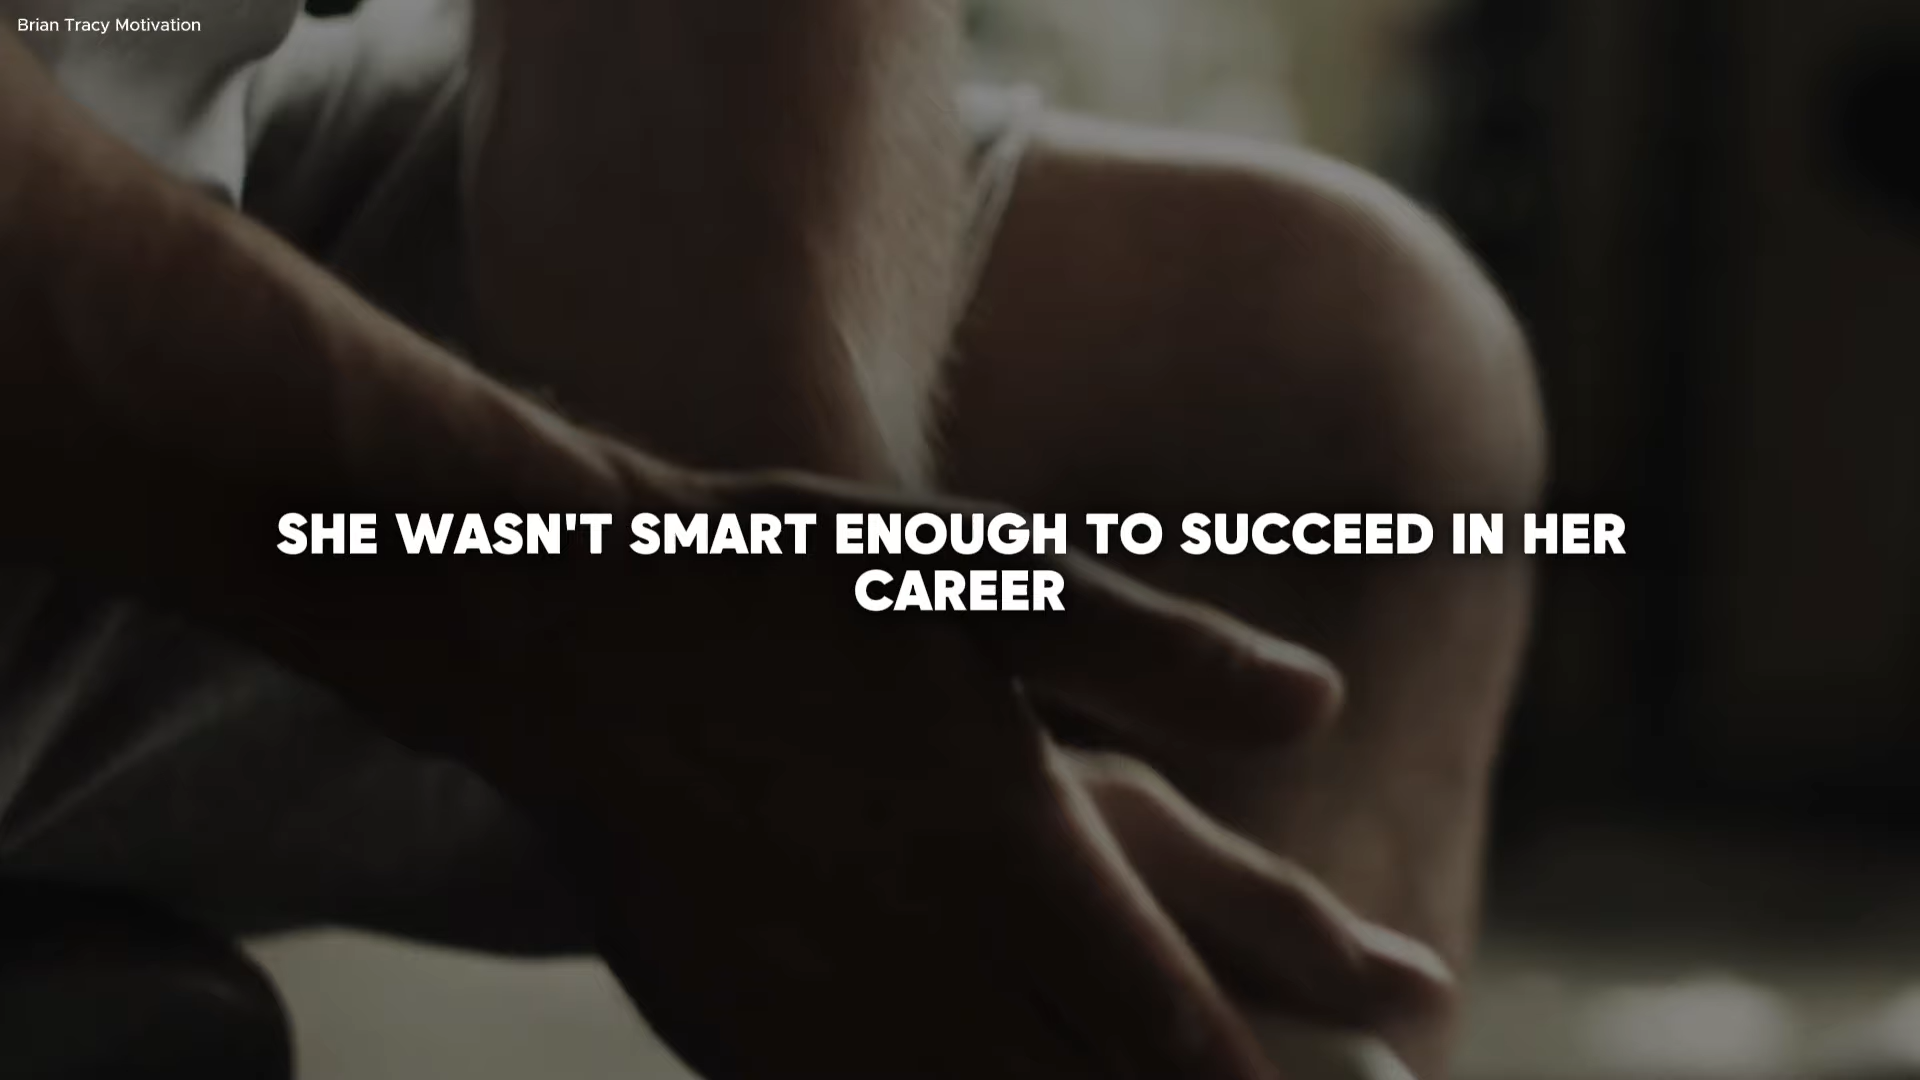 Brian Tracy Motivation
SHE WASN'T SMART ENOUGH TO SUCCEED IN HER
CAREER